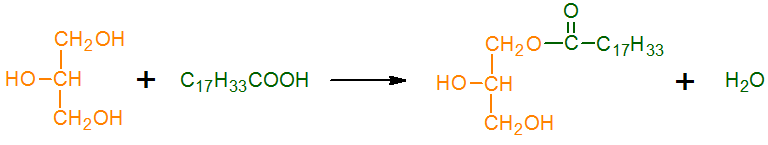 CH₂OH
HO CH + C₁₇H₃₃COOH
CH₂OH
O
CH₂O C C₁₇H₃₃
HO CH + H₂O
CH₂OH